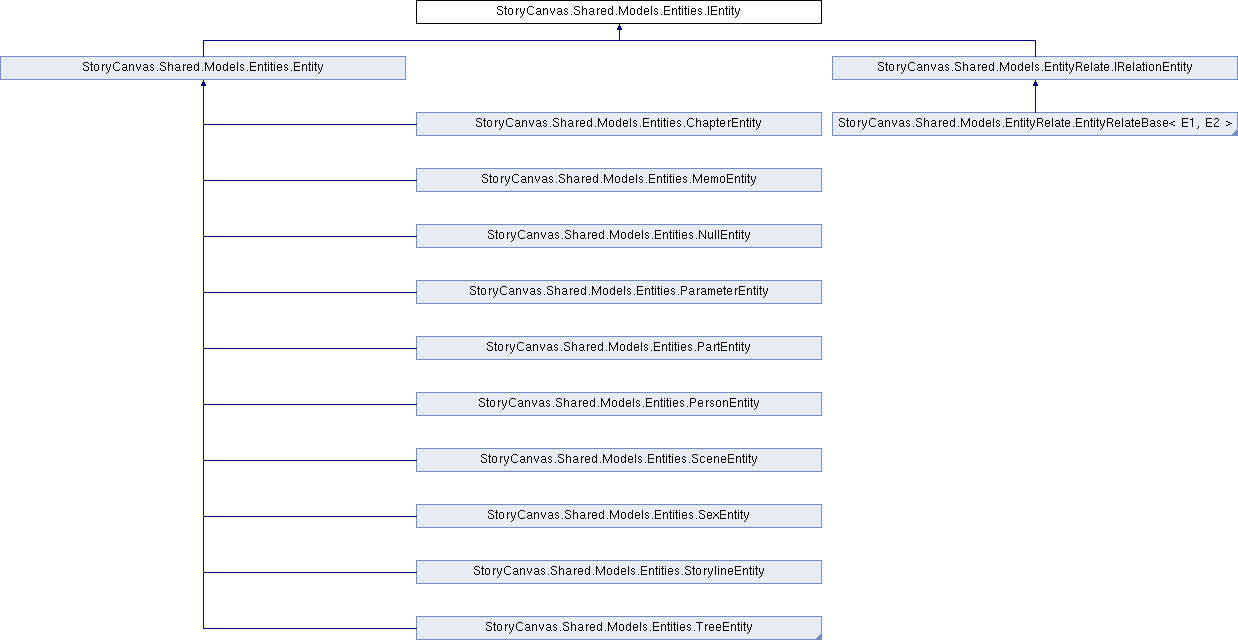 StoryCanvas.Shared.Models.Entities.IEntity
StoryCanvas.Shared.Models.Entities.Entity
StoryCanvas.Shared.Models.EntityRelate.IRelationEntity
StoryCanvas.Shared.Models.Entities.ChapterEntity
StoryCanvas.Shared.Models.EntityRelate.EntityRelateBase< E1, E2 >
StoryCanvas.Shared.Models.Entities.MemoEntity
StoryCanvas.Shared.Models.Entities.NullEntity
StoryCanvas.Shared.Models.Entities.ParameterEntity
StoryCanvas.Shared.Models.Entities.PartEntity
StoryCanvas.Shared.Models.Entities.PersonEntity
StoryCanvas.Shared.Models.Entities.SceneEntity
StoryCanvas.Shared.Models.Entities.SexEntity
StoryCanvas.Shared.Models.Entities.StorylineEntity
StoryCanvas.Shared.Models.Entities.TreeEntity